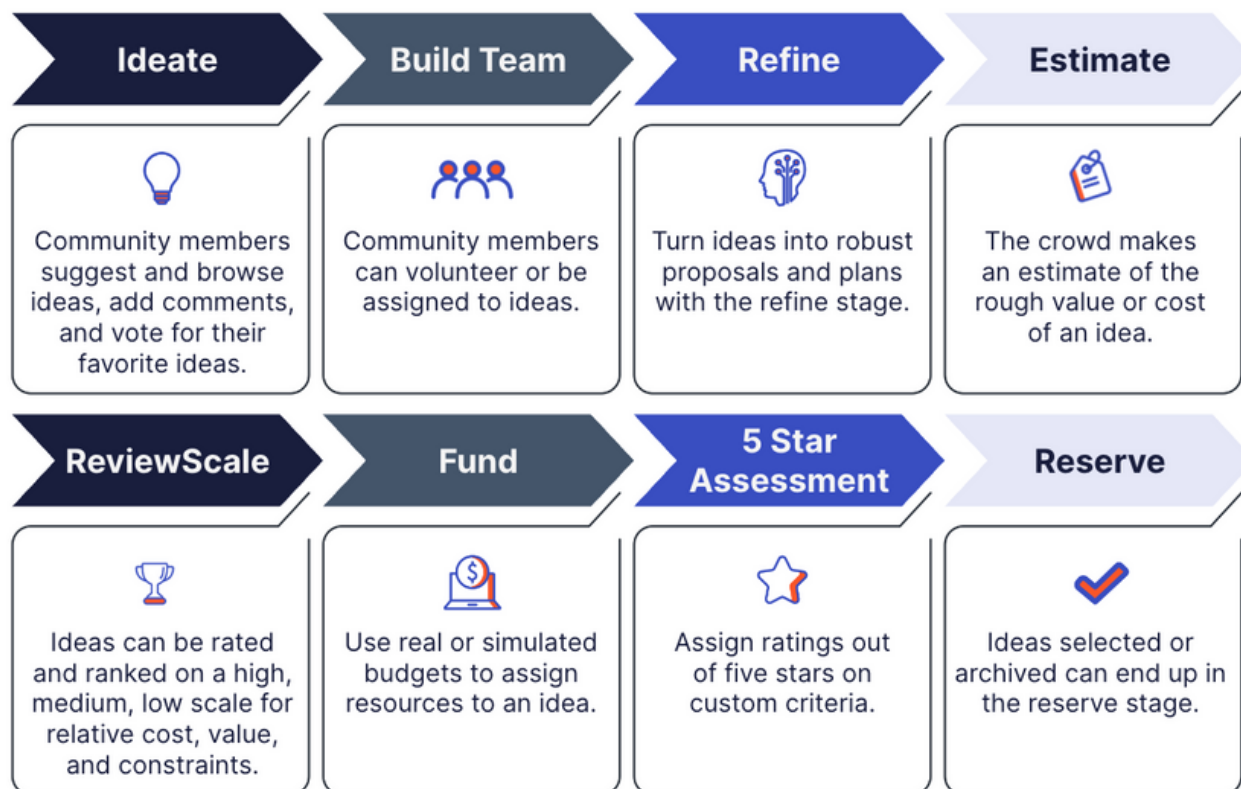 Ideate
Build Team
Refine
Estimate
Community members
suggest and browse
ideas, add comments,
and vote for their
favorite ideas.
Community members
can volunteer or be
assigned to ideas.
Turn ideas into robust
proposals and plans
with the refine stage.
The crowd makes
an estimate of the
rough value or cost
of an idea.
ReviewScale
Fund
5 Star
Assessment
Reserve
$
Ideas can be rated
and ranked on a high,
medium, low scale for
relative cost, value,
and constraints.
Use real or simulated
budgets to assign
resources to an idea.
Assign ratings out
of five stars on
custom criteria.
Ideas selected or
archived can end up in
the reserve stage.